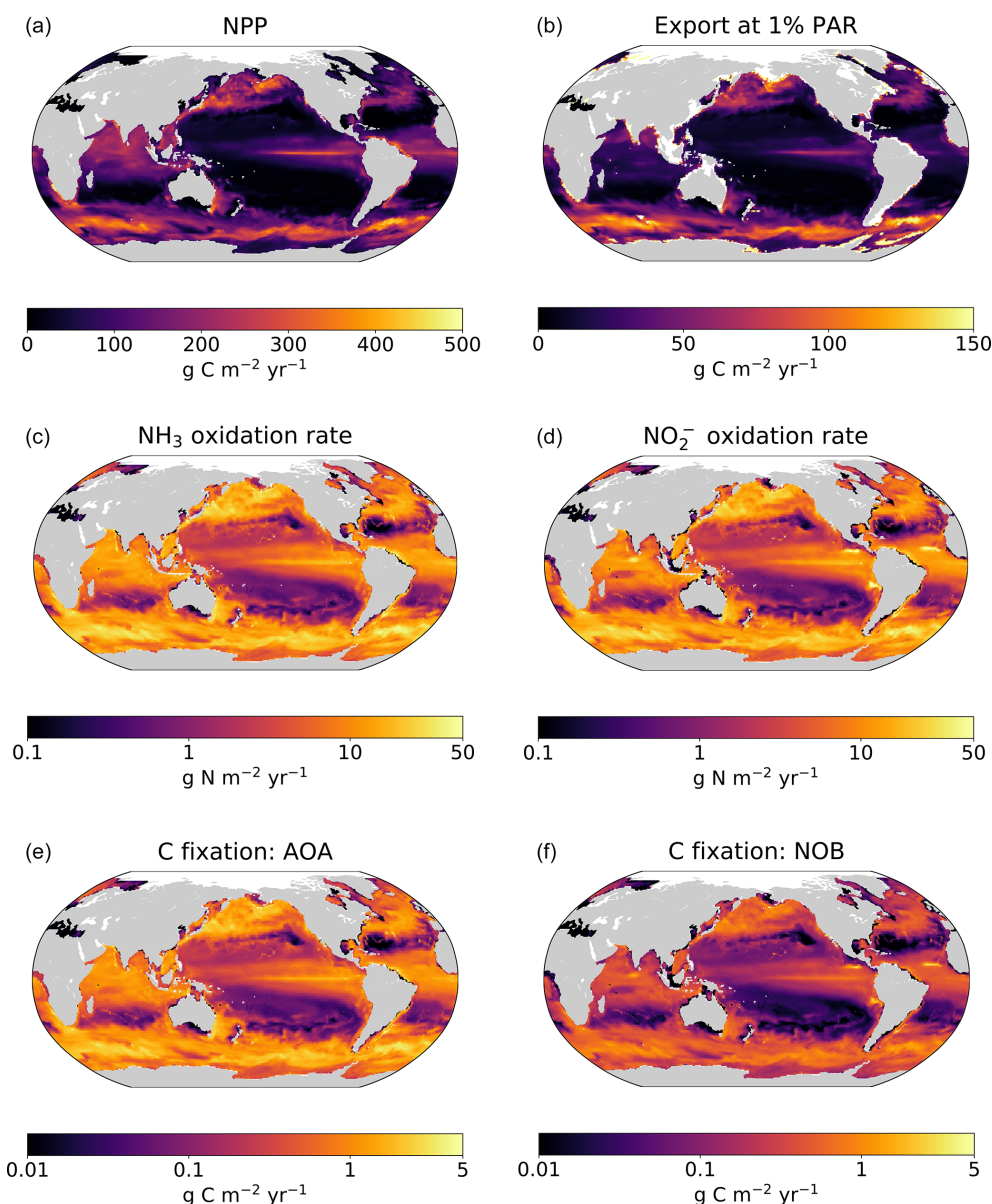 (a) NPP
(b) Export at 1% PAR
0 100 200 300 400 500
g C m⁻² yr⁻¹
0 50 100 150
g C m⁻² yr⁻¹
(c) NH₃ oxidation rate
(d) NO₂⁻ oxidation rate
0.1 1 10 50
g N m⁻² yr⁻¹
0.1 1 10 50
g N m⁻² yr⁻¹
(e) C fixation: AOA
(f) C fixation: NOB
0.01 0.1 1 5
g C m⁻² yr⁻¹
0.01 0.1 1 5
g C m⁻² yr⁻¹